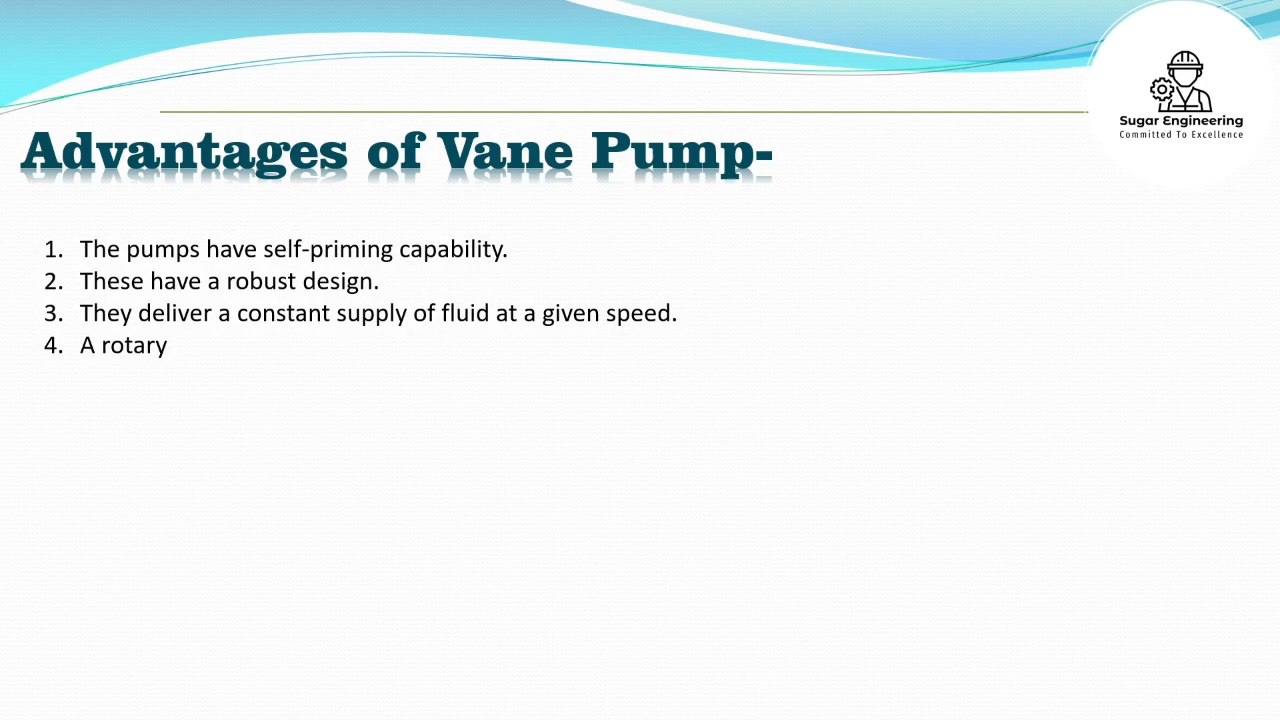 Sugar Engineering
Committed To Excellence
Advantages of Vane Pump-
1. The pumps have self-priming capability.
2. These have a robust design.
3. They deliver a constant supply of fluid at a given speed.
4. A rotary